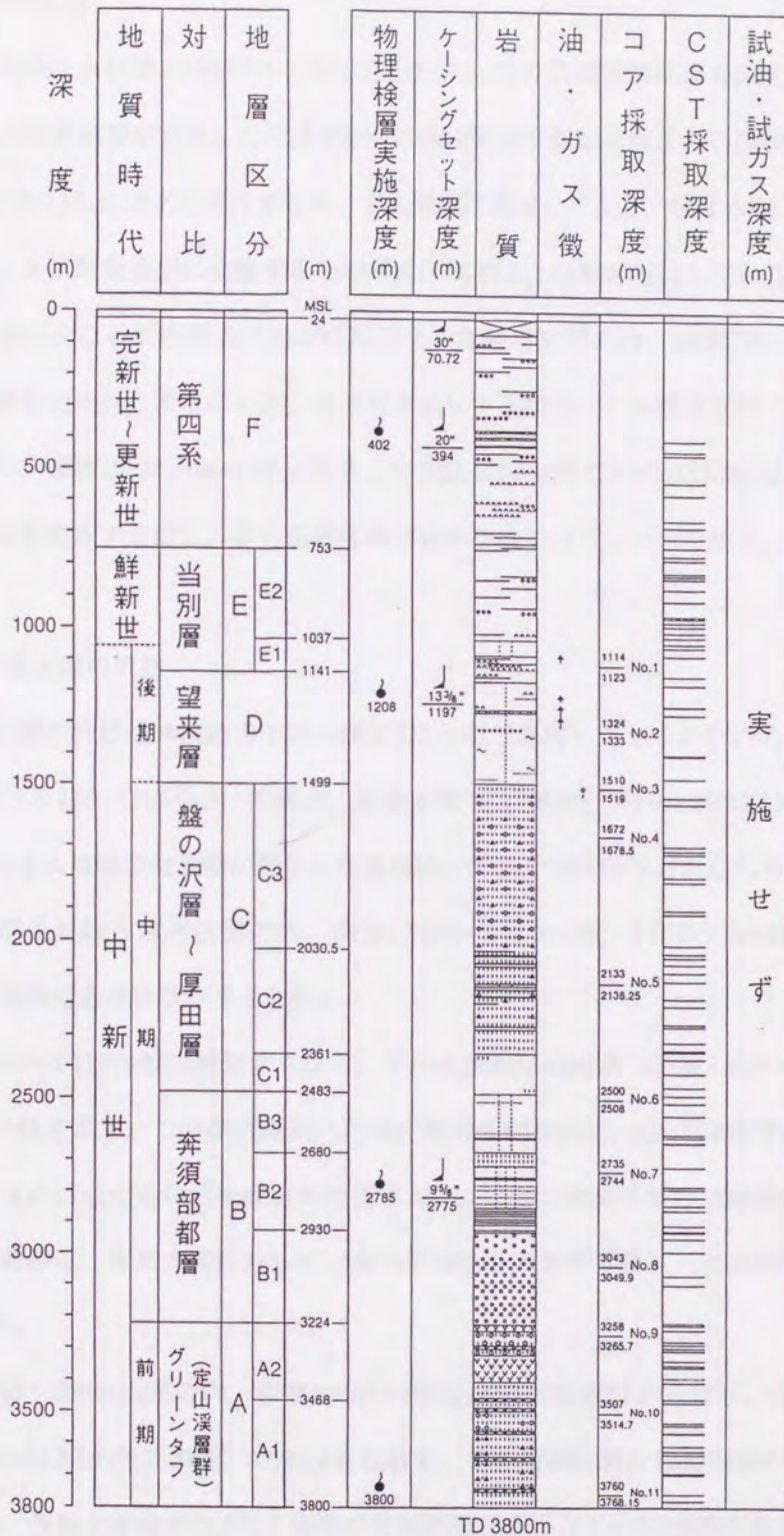 深度
(m)
地質時代
対比
地層区分
(m)
物理検層実施深度
(m)
ケーシングセット深度
(m)
岩質
油・ガス徴
コア採取深度
(m)
CST採取深度
試油・試ガス深度
(m)
0
500
1000
1500
2000
2500
3000
3500
3800
完新世～更新世
鮮新世
中新世
後期
中期
前期
第四系
当別層
望来層
盤の沢層～厚田層
奔須部都層
グリーンタフ
(定山渓層群)
F
E
E2
E1
D
C
C3
C2
C1
B
B3
B2
B1
A
A2
A1
MSL
24
753
1037
1141
1499
2030.5
2361
2483
2680
2930
3224
3468
3800
402
1208
2785
3800
30"
70.72
20"
394
13 3/8"
1197
9 5/8"
2775
1114
1123
No.1
1324
1333
No.2
1510
1519
No.3
1672
1678.5
No.4
2133
2138.25
No.5
2500
2508
No.6
2735
2744
No.7
3049.9
No.8
3258
3265.7
No.9
3507
3514.7
No.10
3760
3768.15
No.11
実施せず
TD 3800m